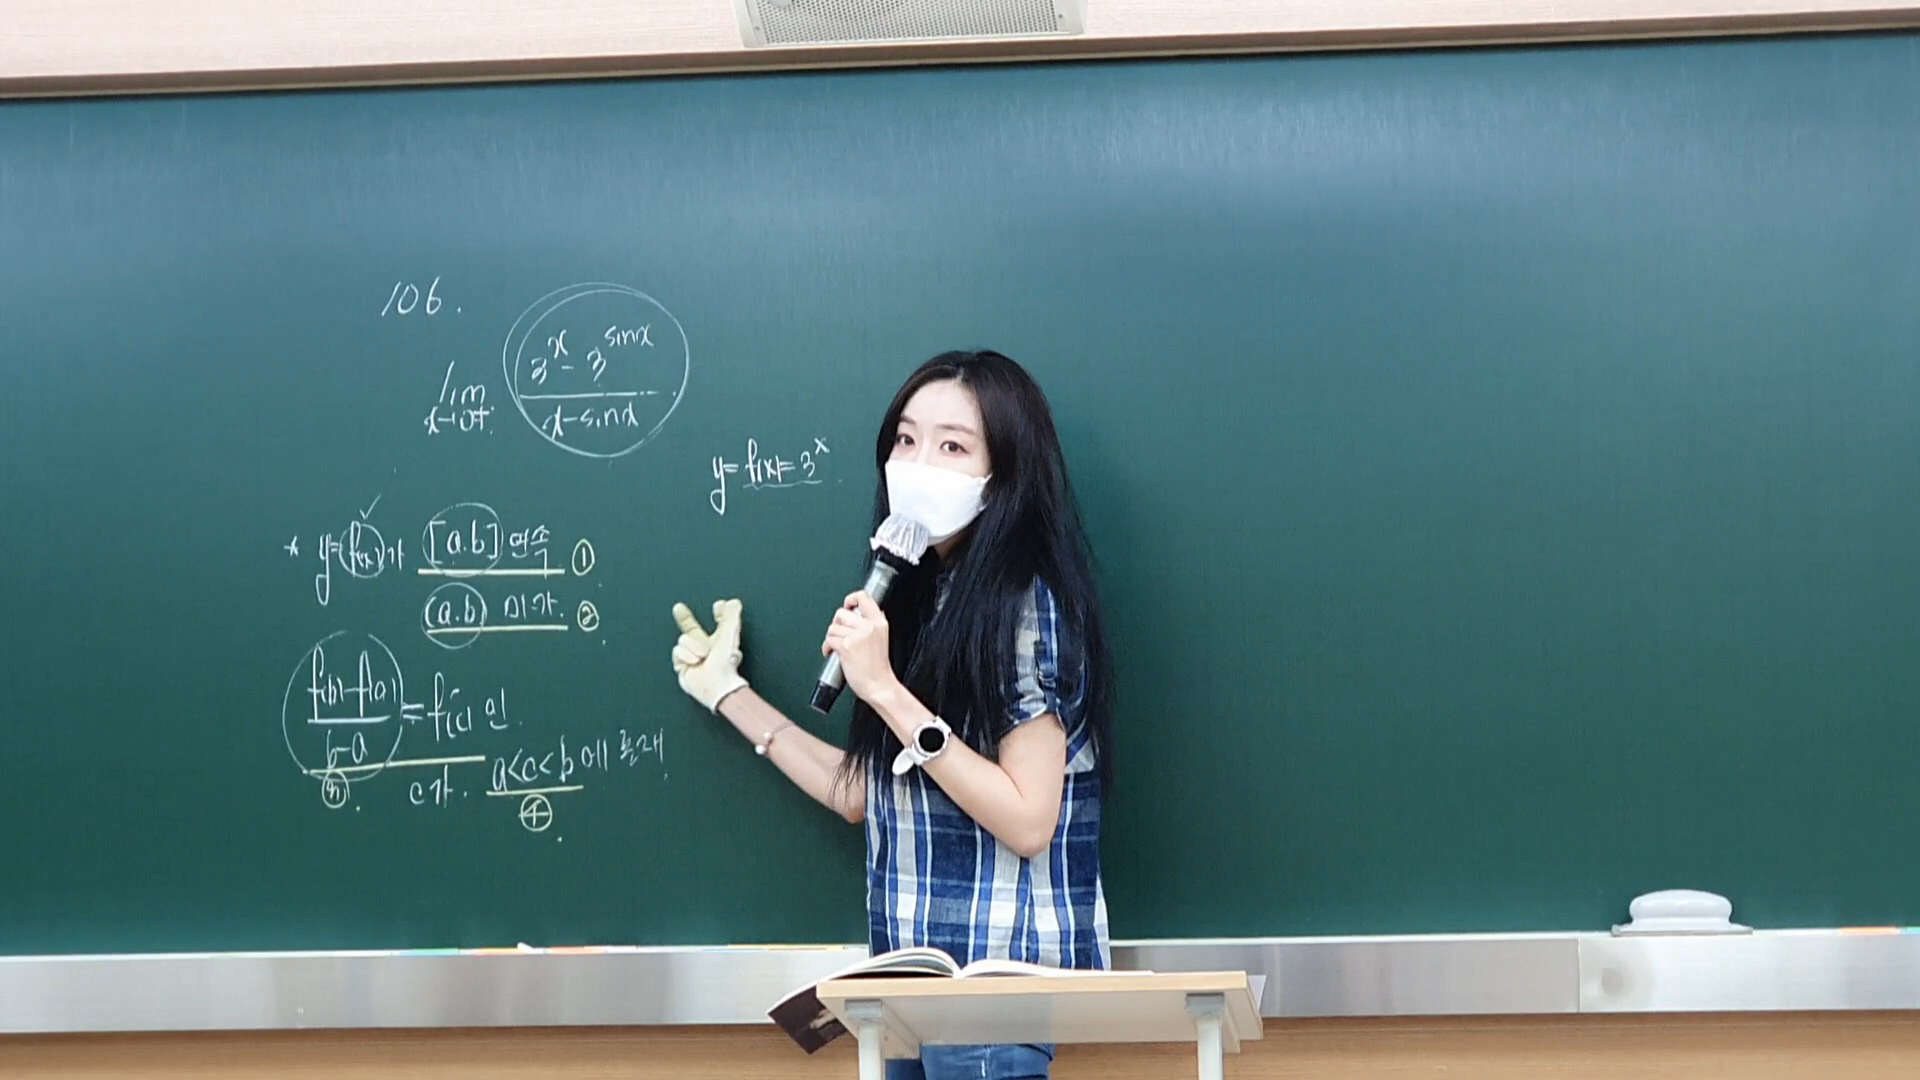 106.
lim x→0+ (3^x - 3^sinx)/(x-sinx)
y=f(x)=3^x
* y=f(x)가 [a.b] 연속 ①
(a.b) 미가. ②
(f(b)-f(a))/(b-a) = f'(c) 인.
③. c가. a<c<b에 존재
④